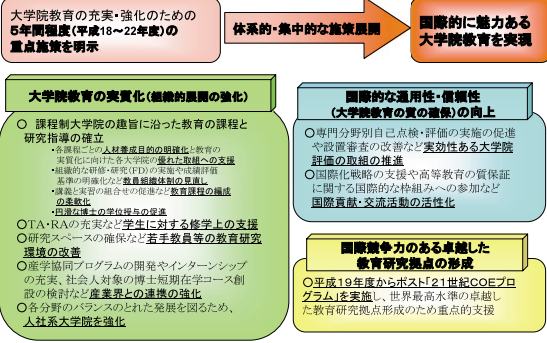 大学院教育の充実・強化のための
5年間程度(平成18～22年度)の
重点施策を明示
体系的・集中的な施策展開
国際的に魅力ある
大学院教育を実現
大学院教育の実質化(組織的展開の強化)
○ 課程制大学院の趣旨に沿った教育の課程と
研究指導の確立
・各課程ごとの人材養成目的の明確化と教育の
実質化に向けた各大学院の優れた取組への支援
・組織的な研修・研究(FD)の実施や成績評価
基準の明確化など教員組織体制の見直し
・講義と実習の組合せの促進など教育課程の編成
の柔軟化
・円滑な博士の学位授与の促進
○TA・RAの充実など学生に対する修学上の支援
○研究スペースの確保など若手教員等の教育研究
環境の改善
○産学協同プログラムの開発やインターンシップ
の充実、社会人対象の博士短期在学コース創
設の検討など産業界との連携の強化
○各分野のバランスのとれた発展を図るため、
人社系大学院を強化
国際的な通用性・信頼性
(大学院教育の質の確保)の向上
○専門分野別自己点検・評価の実施の促進
や設置審査の改善など実効性ある大学院
評価の取組の推進
○国際化戦略の支援や高等教育の質保証
に関する国際的な枠組みへの参加など
国際貢献・交流活動の活性化
国際競争力のある卓越した
教育研究拠点の形成
○平成19年度からポスト「21世紀COEプロ
グラム」を実施し、世界最高水準の卓越し
た教育研究拠点形成のため重点的支援